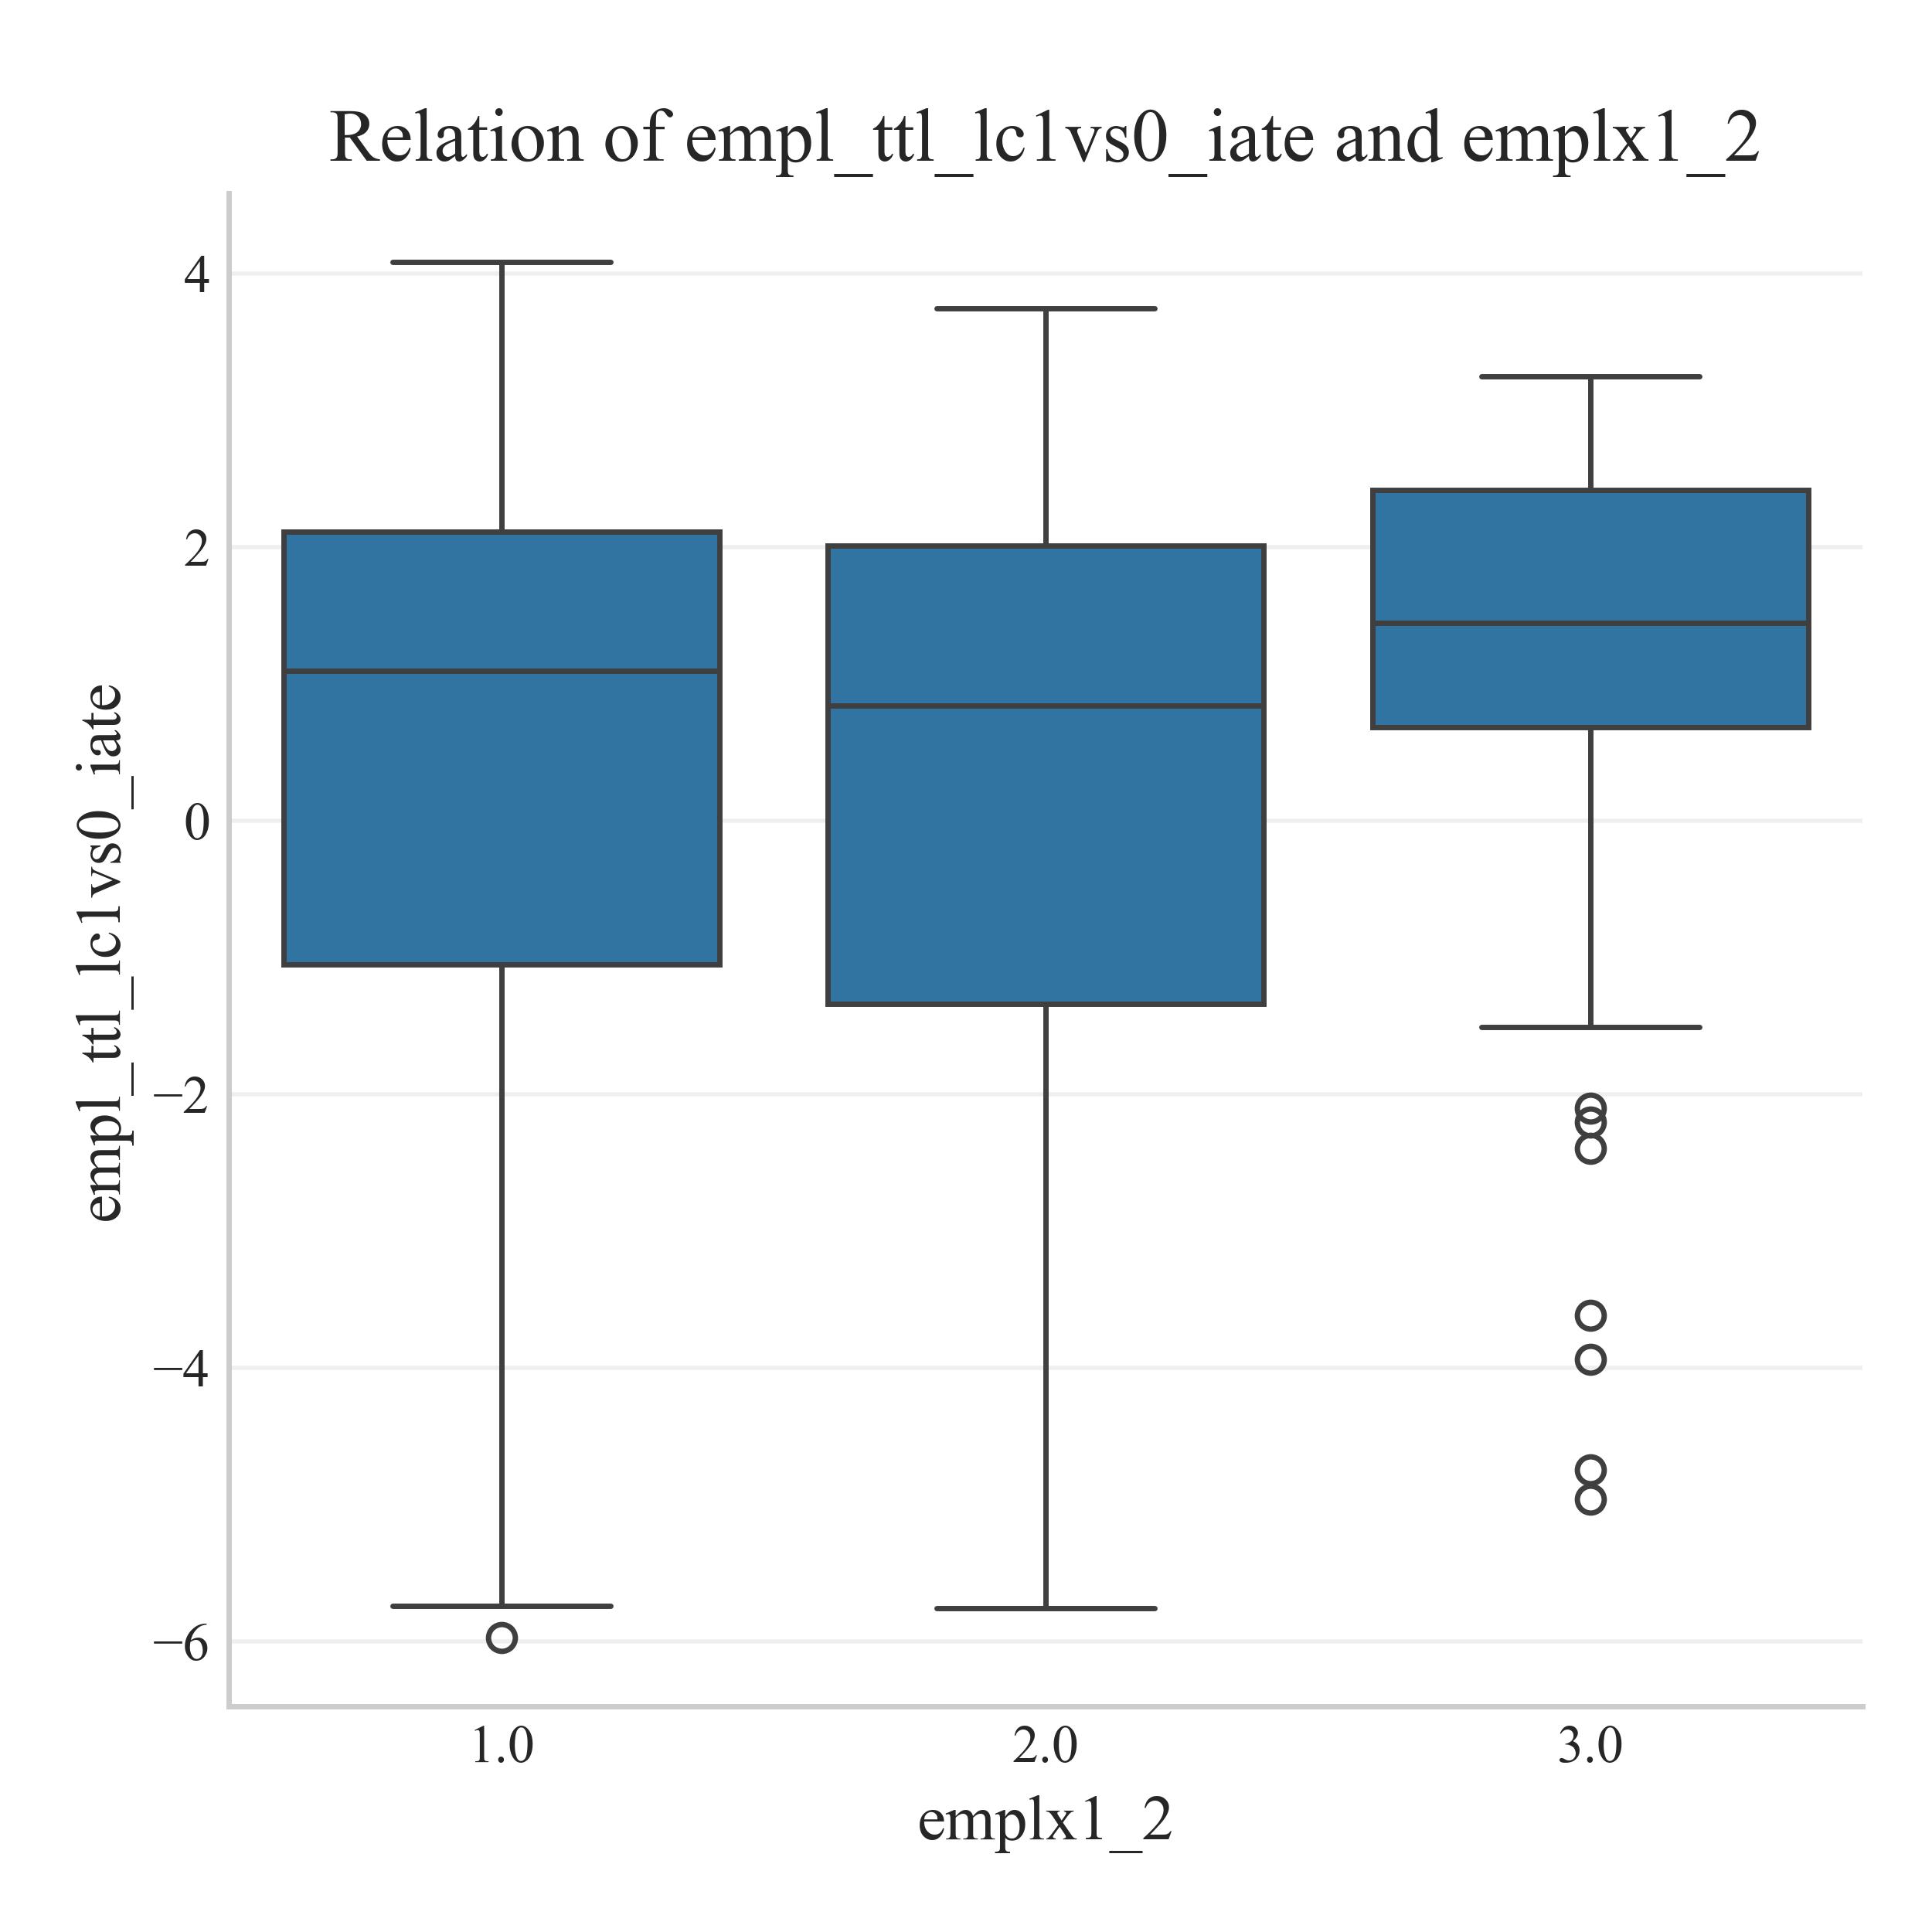 Relation of empl_ttl_lc1vs0_iate and emplx1_2
empl_ttl_lc1vs0_iate
4
2
0
−2
−4
−6
1.0 2.0 3.0
emplx1_2